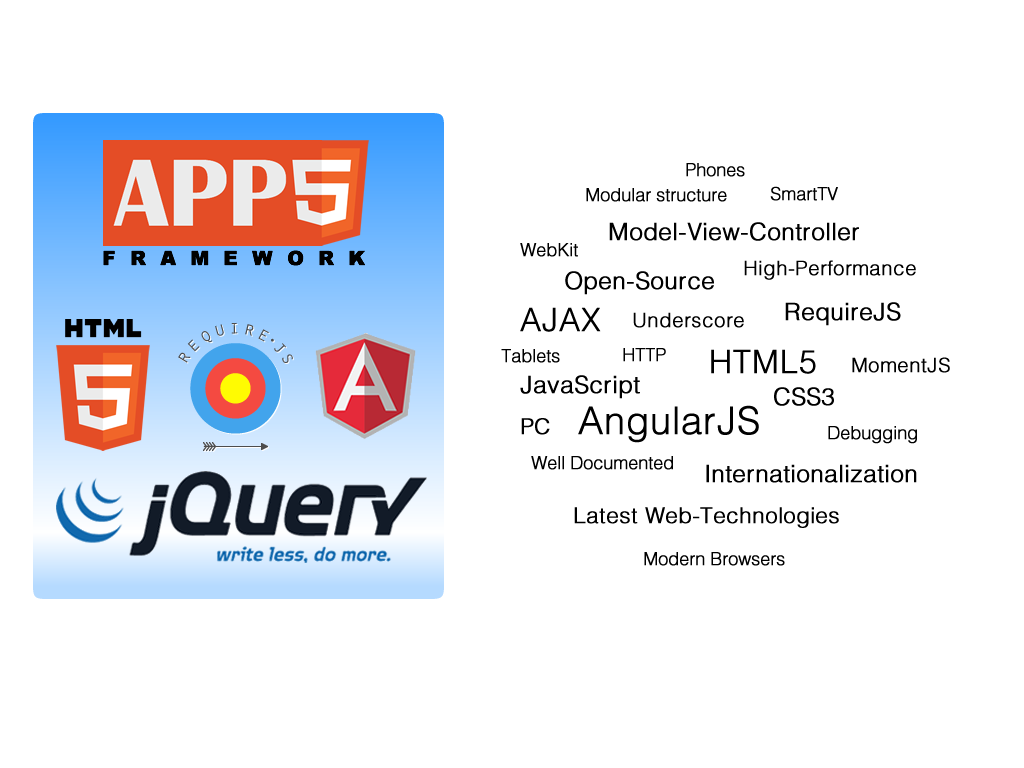 APP5
FRAMEWORK
HTML
5
REQUIRE·JS
A
jQuery
write less, do more.
Phones
Modular structure
SmartTV
Model-View-Controller
WebKit
High-Performance
Open-Source
RequireJS
AJAX
Underscore
Tablets
HTTP
HTML5
MomentJS
JavaScript
CSS3
PC
AngularJS
Debugging
Well Documented
Internationalization
Latest Web-Technologies
Modern Browsers